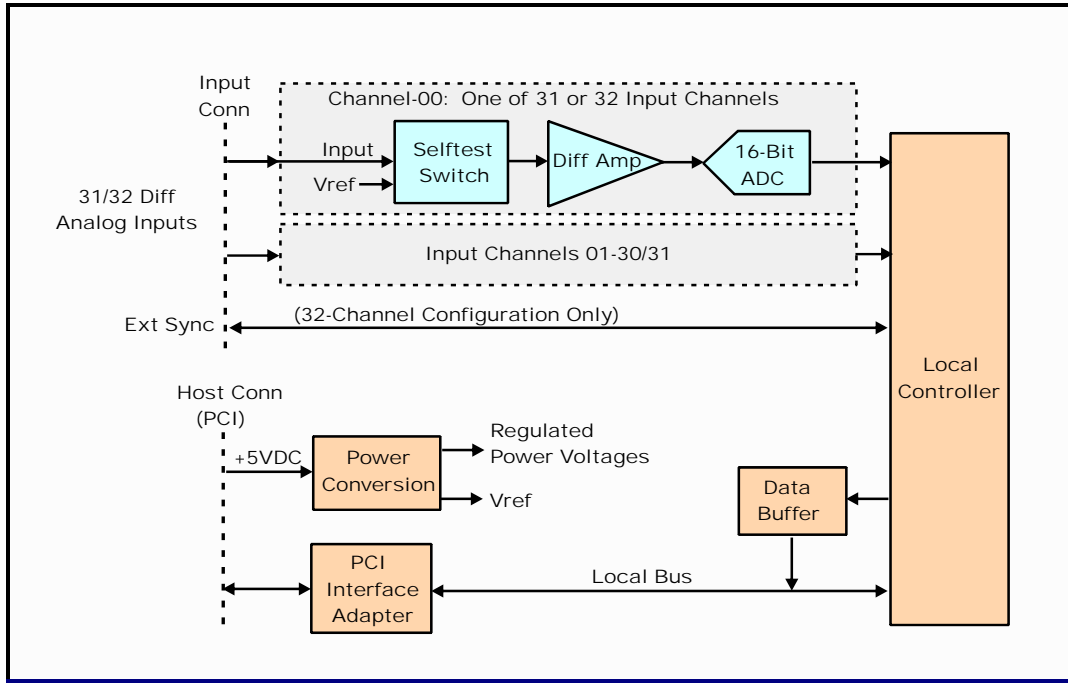 Input
Conn
Channel-00:  One of 31 or 32 Input Channels
Input
Vref
Selftest
Switch
Diff Amp
16-Bit
ADC
31/32 Diff
Analog Inputs
Input Channels 01-30/31
Ext Sync
(32-Channel Configuration Only)
Local
Controller
Host Conn
(PCI)
+5VDC
Power
Conversion
Regulated
Power Voltages
Vref
Data
Buffer
PCI
Interface
Adapter
Local Bus